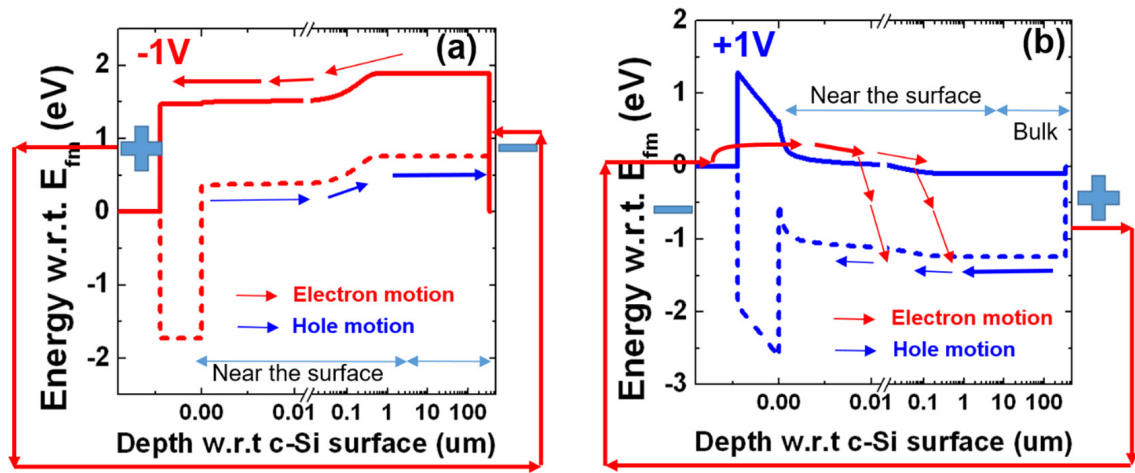 -1V
(a)
Energy w.r.t. E_fm (eV)
2
1
0
-1
-2
Electron motion
Hole motion
Near the surface
0.00
0.01
0.1
1
10
100
Depth w.r.t c-Si surface (um)
+1V
(b)
Energy w.r.t. E_fm (eV)
2
1
0
-1
-2
-3
Near the surface
Bulk
Electron motion
Hole motion
0.00
0.01
0.1
1
10
100
Depth w.r.t c-Si surface (um)